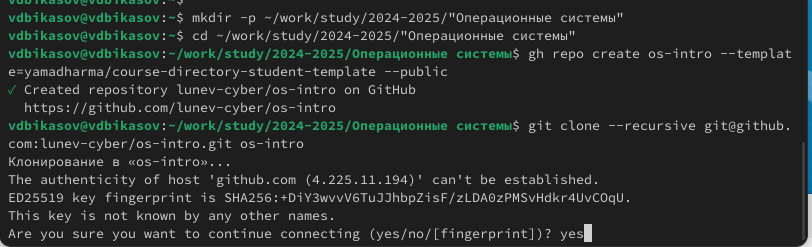 vdbikasov@vdbikasov:~$ mkdir -p ~/work/study/2024-2025/"Операционные системы"
vdbikasov@vdbikasov:~$ cd ~/work/study/2024-2025/"Операционные системы"
vdbikasov@vdbikasov:~/work/study/2024-2025/Операционные системы$ gh repo create os-intro --templat
e=yamadharma/course-directory-student-template --public
✓ Created repository lunev-cyber/os-intro on GitHub
https://github.com/lunev-cyber/os-intro
vdbikasov@vdbikasov:~/work/study/2024-2025/Операционные системы$ git clone --recursive git@github.
com:lunev-cyber/os-intro.git os-intro
Клонирование в «os-intro»...
The authenticity of host 'github.com (4.225.11.194)' can't be established.
ED25519 key fingerprint is SHA256:+DiY3wvvV6TuJJhbpZisF/zLDA0zPMSvHdkr4UvCOqU.
This key is not known by any other names.
Are you sure you want to continue connecting (yes/no/[fingerprint])? yes